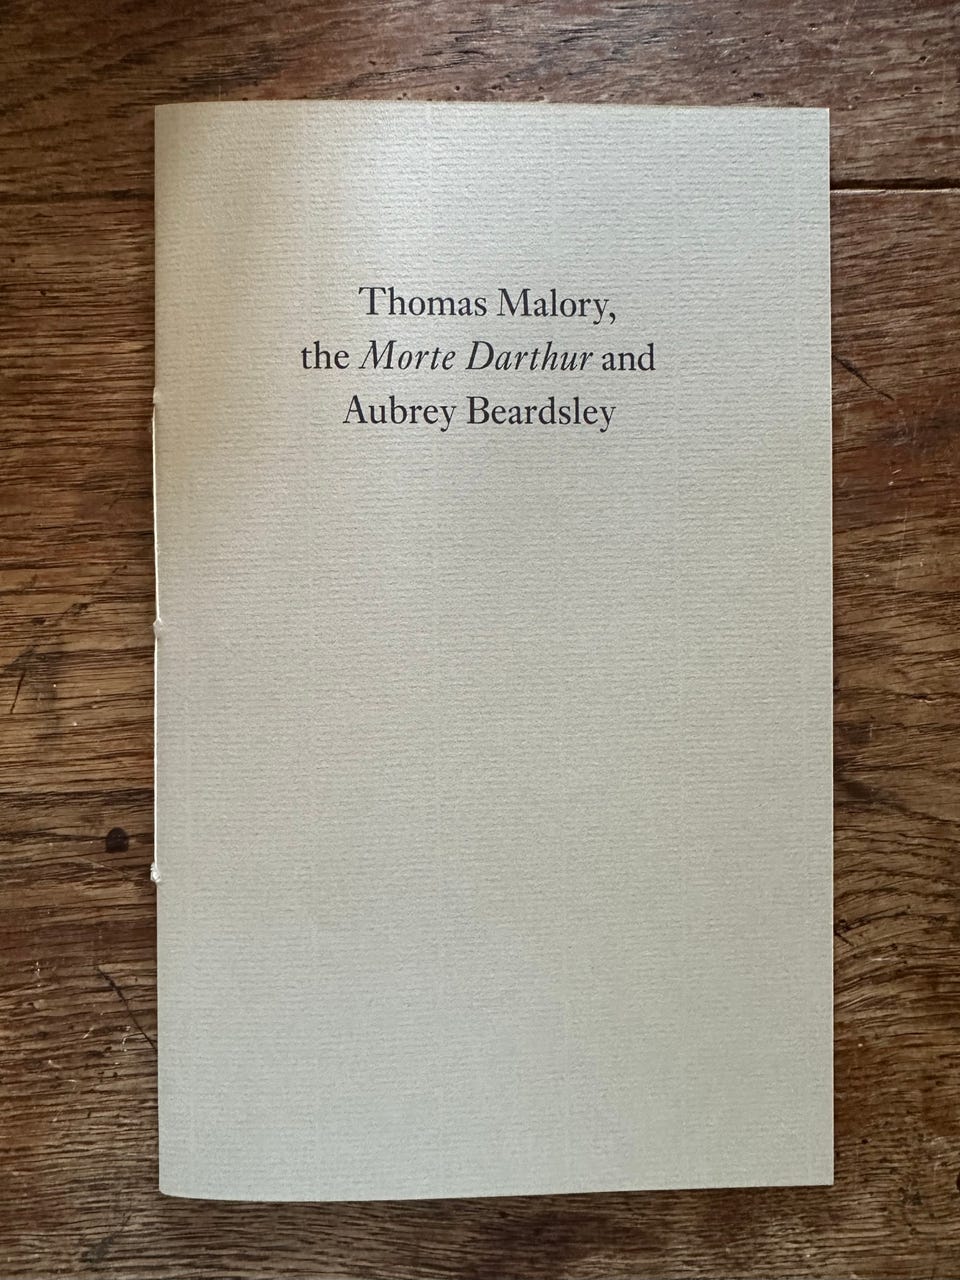 Thomas Malory,
the Morte Darthur and
Aubrey Beardsley